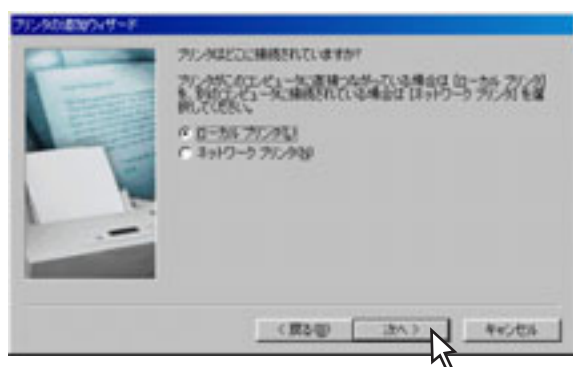 プリンタの追加ウィザード
プリンタはどこに接続されていますか?
プリンタがこのコンピュータに直接つながっている場合は [ローカル プリンタ]
を、別のコンピュータに接続されている場合は [ネットワーク プリンタ] を選
択してください。
ローカル プリンタ(L)
ネットワーク プリンタ(N)
< 戻る(B)
次へ >
キャンセル